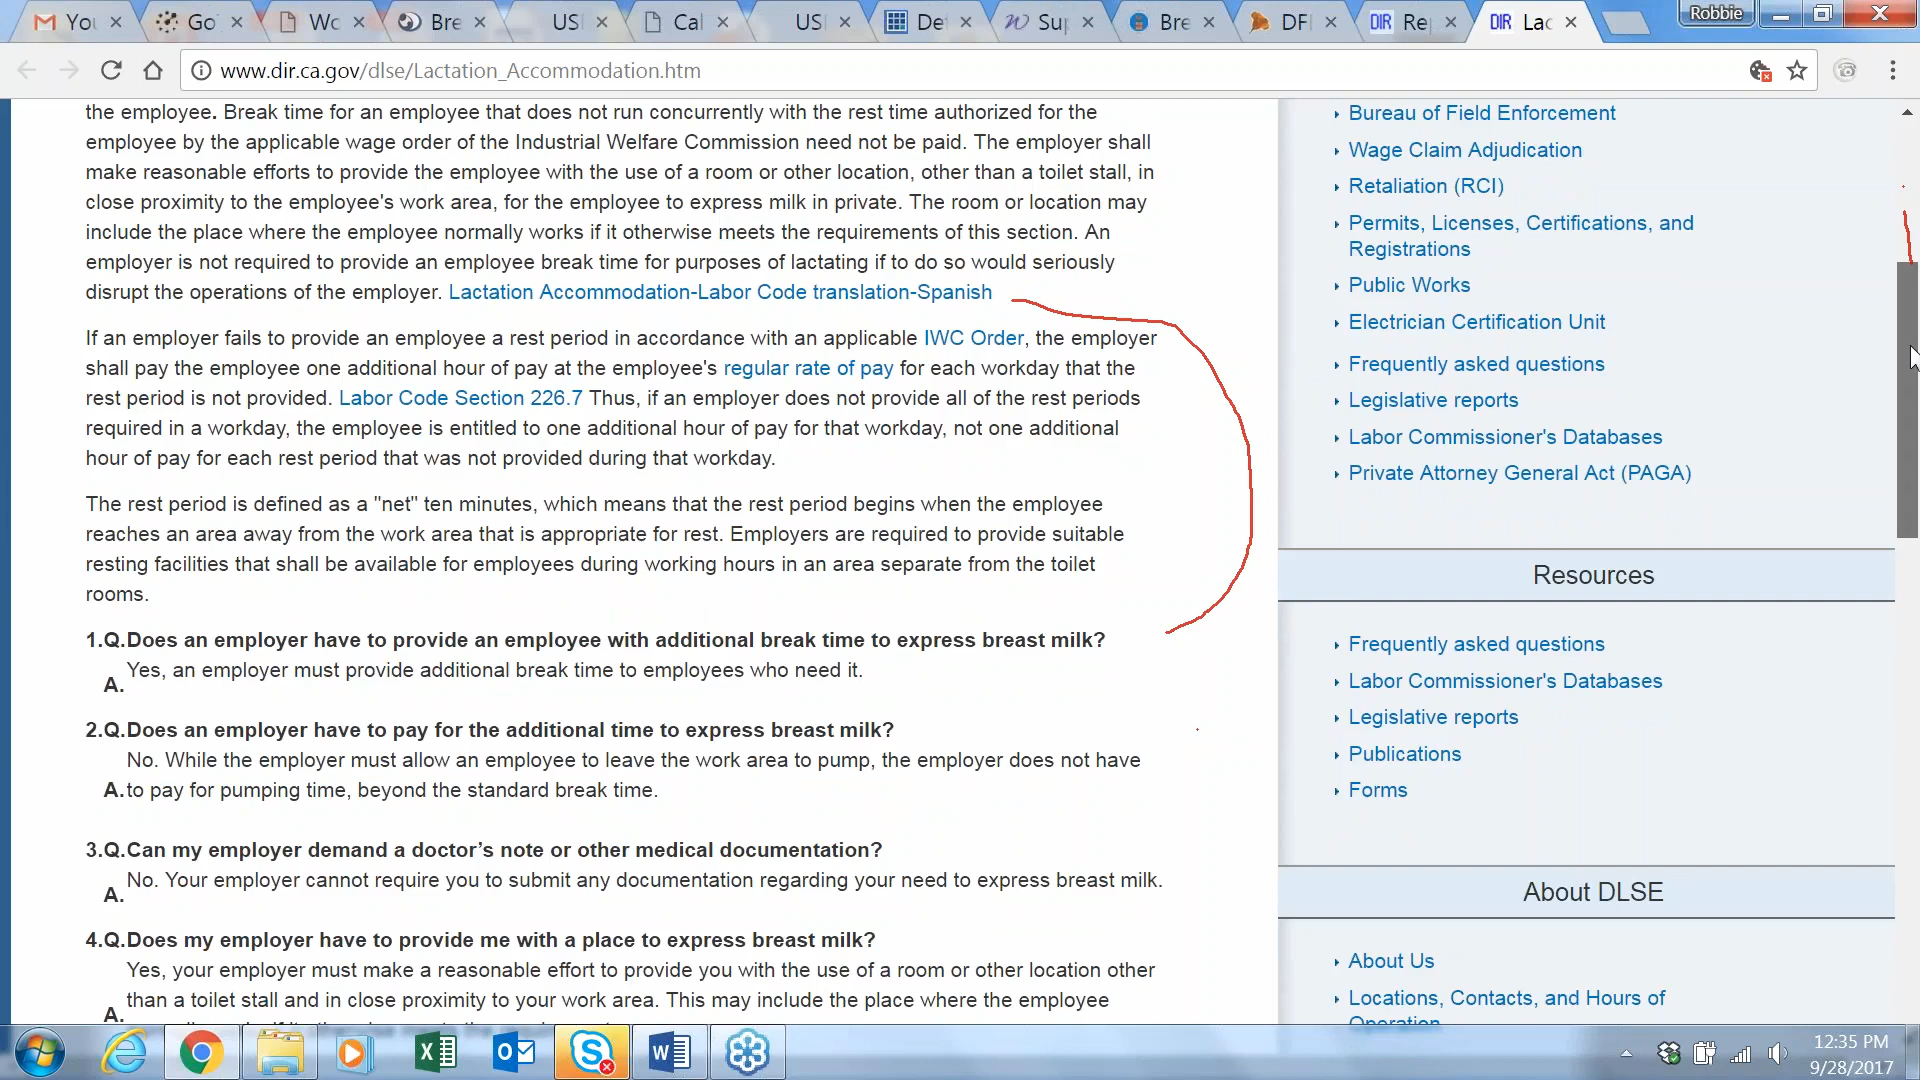 You
Go
Wo
Bre
USI
Cal
USI
Det
Sup
Bre
DFE
DIR Rep
DIR Lac
Robbie
www.dir.ca.gov/dlse/Lactation_Accommodation.htm
the employee. Break time for an employee that does not run concurrently with the rest time authorized for the
employee by the applicable wage order of the Industrial Welfare Commission need not be paid. The employer shall
make reasonable efforts to provide the employee with the use of a room or other location, other than a toilet stall, in
close proximity to the employee's work area, for the employee to express milk in private. The room or location may
include the place where the employee normally works if it otherwise meets the requirements of this section. An
employer is not required to provide an employee break time for purposes of lactating if to do so would seriously
disrupt the operations of the employer. Lactation Accommodation-Labor Code translation-Spanish
If an employer fails to provide an employee a rest period in accordance with an applicable IWC Order, the employer
shall pay the employee one additional hour of pay at the employee's regular rate of pay for each workday that the
rest period is not provided. Labor Code Section 226.7 Thus, if an employer does not provide all of the rest periods
required in a workday, the employee is entitled to one additional hour of pay for that workday, not one additional
hour of pay for each rest period that was not provided during that workday.
The rest period is defined as a "net" ten minutes, which means that the rest period begins when the employee
reaches an area away from the work area that is appropriate for rest. Employers are required to provide suitable
resting facilities that shall be available for employees during working hours in an area separate from the toilet
rooms.
1.Q.Does an employer have to provide an employee with additional break time to express breast milk?
Yes, an employer must provide additional break time to employees who need it.
A.
2.Q.Does an employer have to pay for the additional time to express breast milk?
No. While the employer must allow an employee to leave the work area to pump, the employer does not have
A.to pay for pumping time, beyond the standard break time.
3.Q.Can my employer demand a doctor’s note or other medical documentation?
No. Your employer cannot require you to submit any documentation regarding your need to express breast milk.
A.
4.Q.Does my employer have to provide me with a place to express breast milk?
Yes, your employer must make a reasonable effort to provide you with the use of a room or other location other
than a toilet stall and in close proximity to your work area. This may include the place where the employee
A.
Bureau of Field Enforcement
Wage Claim Adjudication
Retaliation (RCI)
Permits, Licenses, Certifications, and
Registrations
Public Works
Electrician Certification Unit
Frequently asked questions
Legislative reports
Labor Commissioner's Databases
Private Attorney General Act (PAGA)
Resources
Frequently asked questions
Labor Commissioner's Databases
Legislative reports
Publications
Forms
About DLSE
About Us
Locations, Contacts, and Hours of
Operation
12:35 PM
9/28/2017